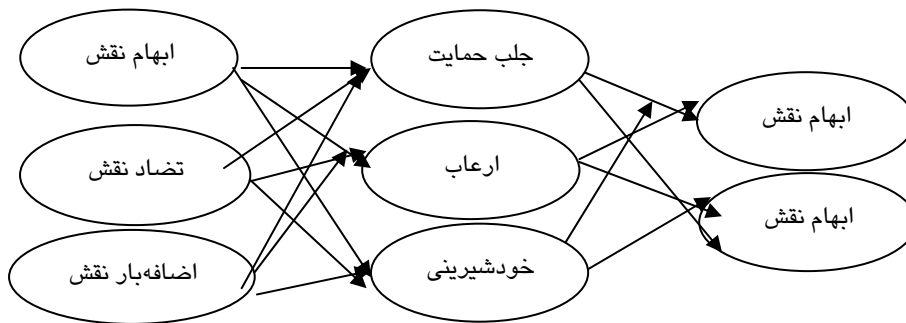 ابهام نقش
جلب حمایت
ابهام نقش
تضاد نقش
ارعاب
ابهام نقش
اضافه‌بار نقش
خودشیرینی